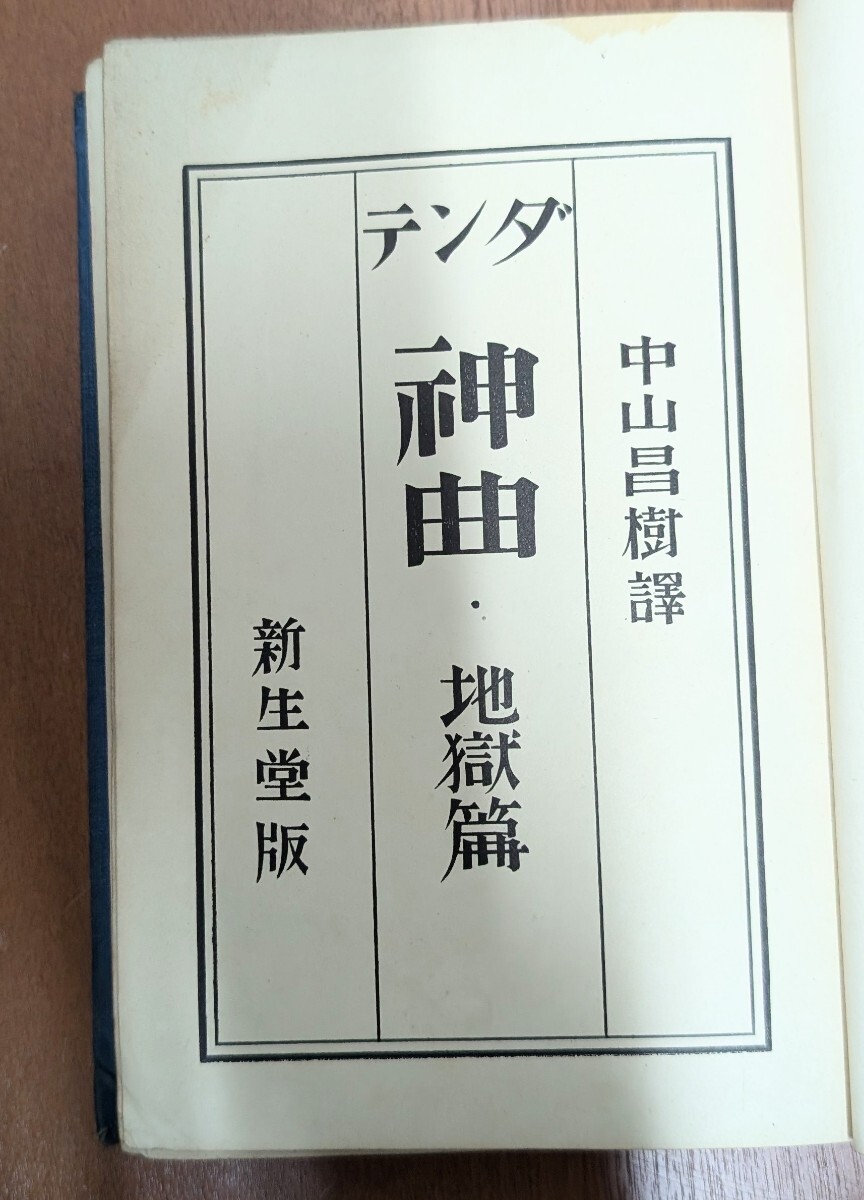 中山昌樹譯
ダンテ
神曲・地獄篇
新生堂版